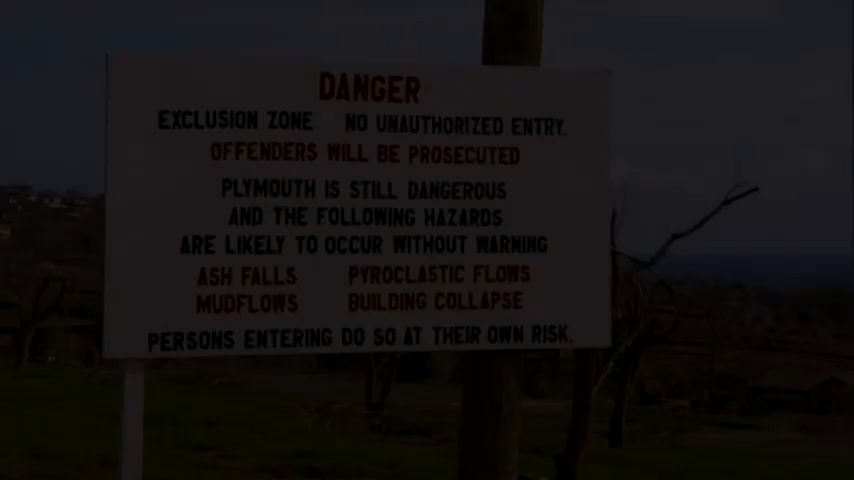 DANGER
EXCLUSION ZONE NO UNAUTHORIZED ENTRY.
OFFENDERS WILL BE PROSECUTED
PLYMOUTH IS STILL DANGEROUS
AND THE FOLLOWING HAZARDS
ARE LIKELY TO OCCUR WITHOUT WARNING
ASH FALLS PYROCLASTIC FLOWS
MUDFLOWS BUILDING COLLAPSE
PERSONS ENTERING DO SO AT THEIR OWN RISK.